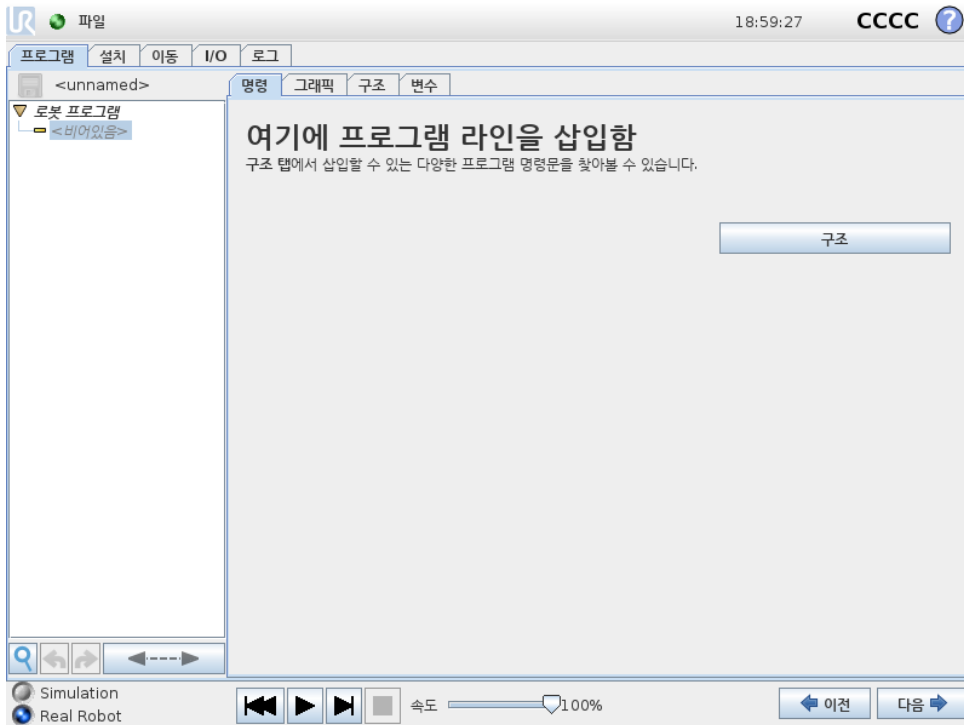 UR 파일 18:59:27 CCCC ?
프로그램 설치 이동 I/O 로그
<unnamed> 명령 그래픽 구조 변수
로봇 프로그램
<비어있음>
여기에 프로그램 라인을 삽입함
구조 탭에서 삽입할 수 있는 다양한 프로그램 명령문을 찾아볼 수 있습니다.
구조
Simulation
Real Robot
속도 100% 이전 다음